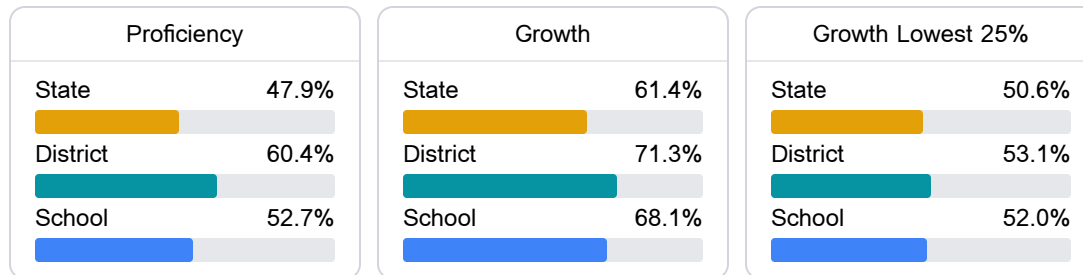 Proficiency
State 47.9%
District 60.4%
School 52.7%
Growth
State 61.4%
District 71.3%
School 68.1%
Growth Lowest 25%
State 50.6%
District 53.1%
School 52.0%